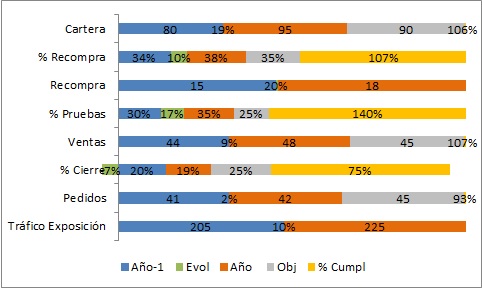 Cartera 80 19% 95 90 106%
% Recompra 34% 10% 38% 35% 107%
Recompra 15 20% 18
% Pruebas 30% 17% 35% 25% 140%
Ventas 44 9% 48 45 107%
% Cierre -7% 20% 19% 25% 75%
Pedidos 41 2% 42 45 93%
Tráfico Exposición 205 10% 225
Año-1 Evol Año Obj % Cumpl